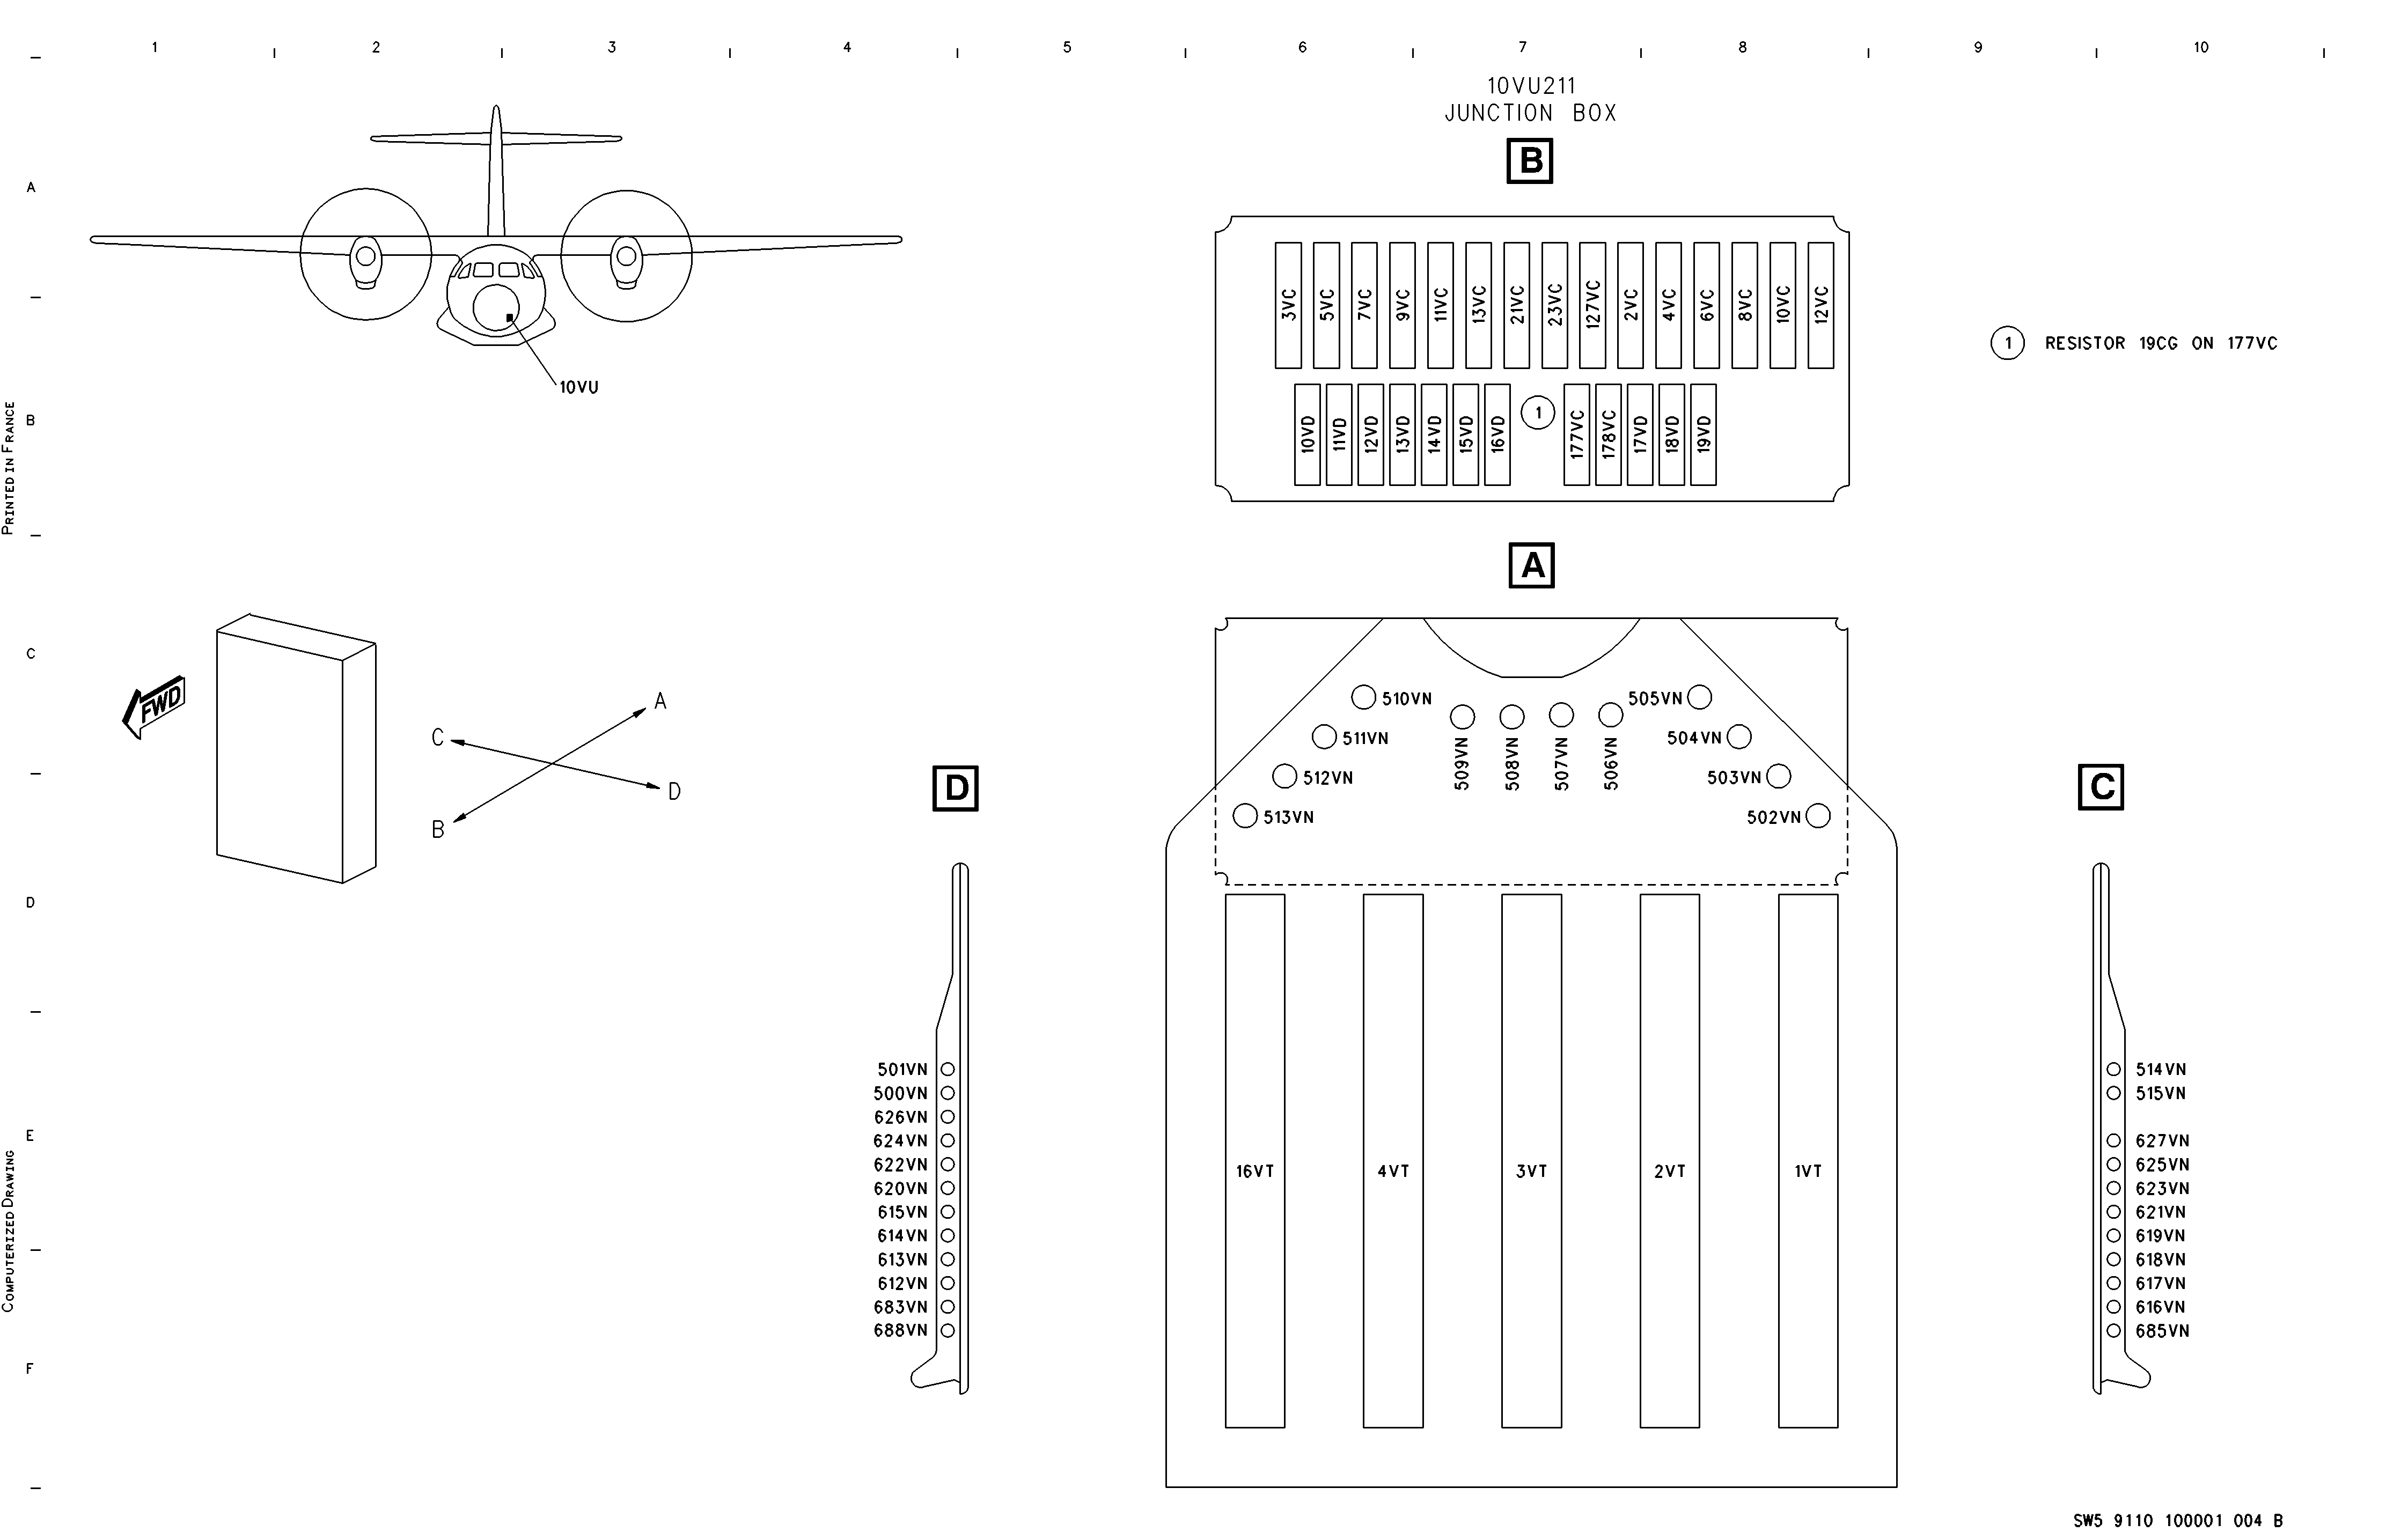 1 2 3 4 5 6 7 8 9 10
10VU211
JUNCTION BOX
B
A
3VC 5VC 7VC 9VC 11VC 13VC 21VC 23VC 127VC 2VC 4VC 6VC 8VC 10VC 12VC
1 RESISTOR 19CG ON 177VC
10VU
B
10VD 11VD 12VD 13VD 14VD 15VD 16VD 1 177VC 178VC 17VD 18VD 19VD
PRINTED IN FRANCE
A
C
FWD
C A
B D
510VN 505VN
511VN 504VN
512VN 503VN
513VN 502VN
509VN 508VN 507VN 506VN
D
C
D
501VN
500VN
626VN
624VN
622VN
620VN
615VN
614VN
613VN
612VN
683VN
688VN
16VT 4VT 3VT 2VT 1VT
514VN
515VN
627VN
625VN
623VN
621VN
619VN
618VN
617VN
616VN
685VN
E
COMPUTERIZED DRAWING
F
SW5 9110 100001 004 B